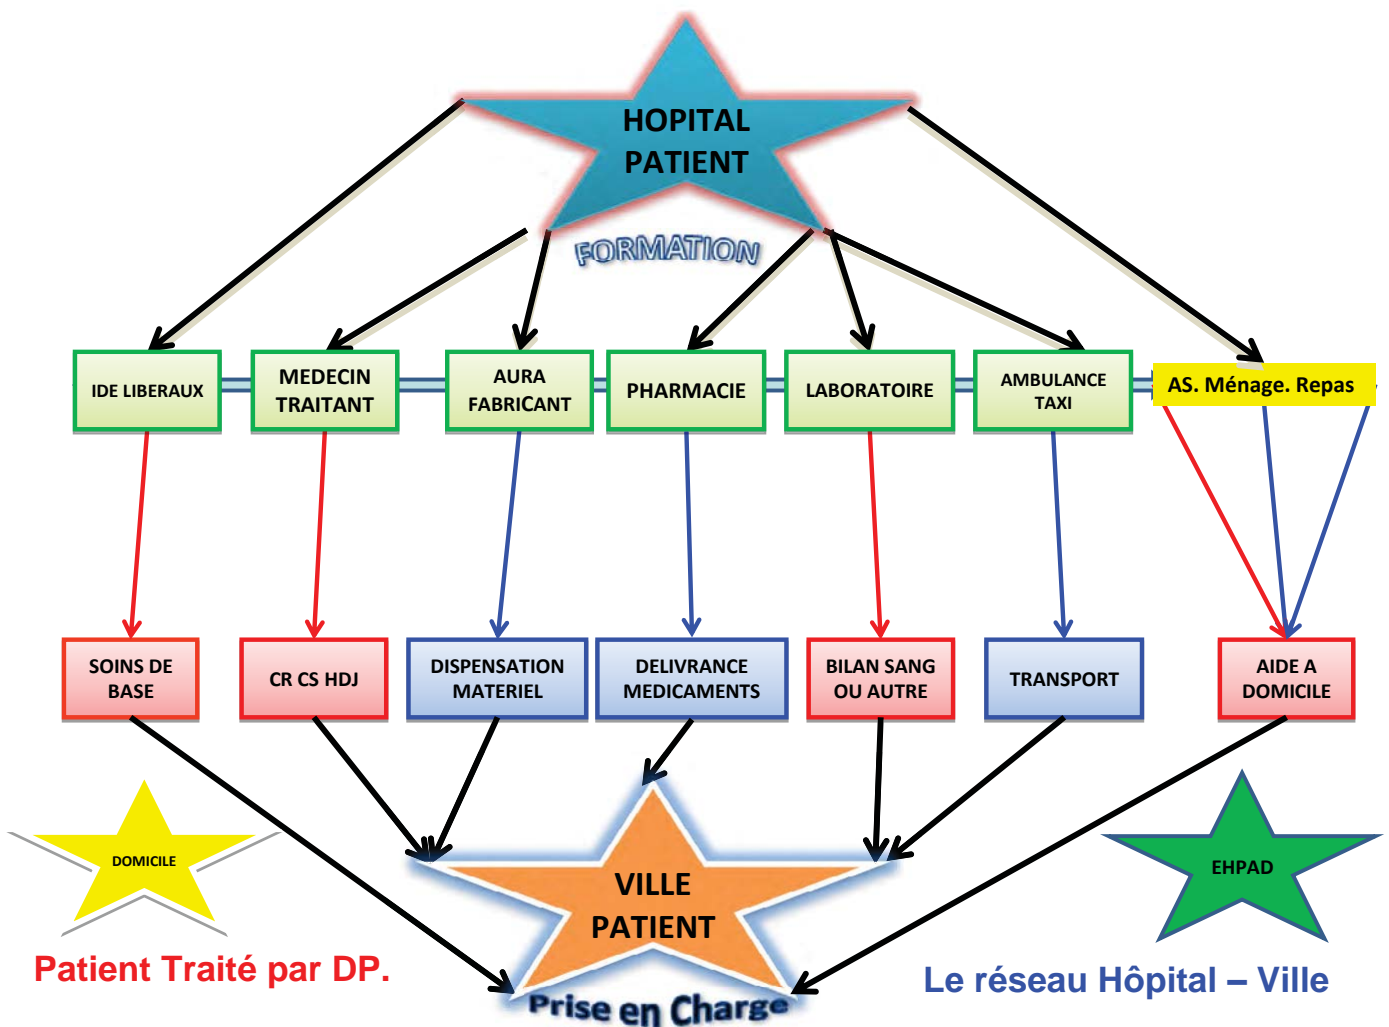 HOPITAL
PATIENT
FORMATION
IDE LIBERAUX
MEDECIN
TRAITANT
AURA
FABRICANT
PHARMACIE
LABORATOIRE
AMBULANCE
TAXI
AS. Ménage. Repas
SOINS DE
BASE
CR CS HDJ
DISPENSATION
MATERIEL
DELIVRANCE
MEDICAMENTS
BILAN SANG
OU AUTRE
TRANSPORT
AIDE A
DOMICILE
DOMICILE
VILLE
PATIENT
EHPAD
Patient Traité par DP.
Prise en Charge
Le réseau Hôpital – Ville